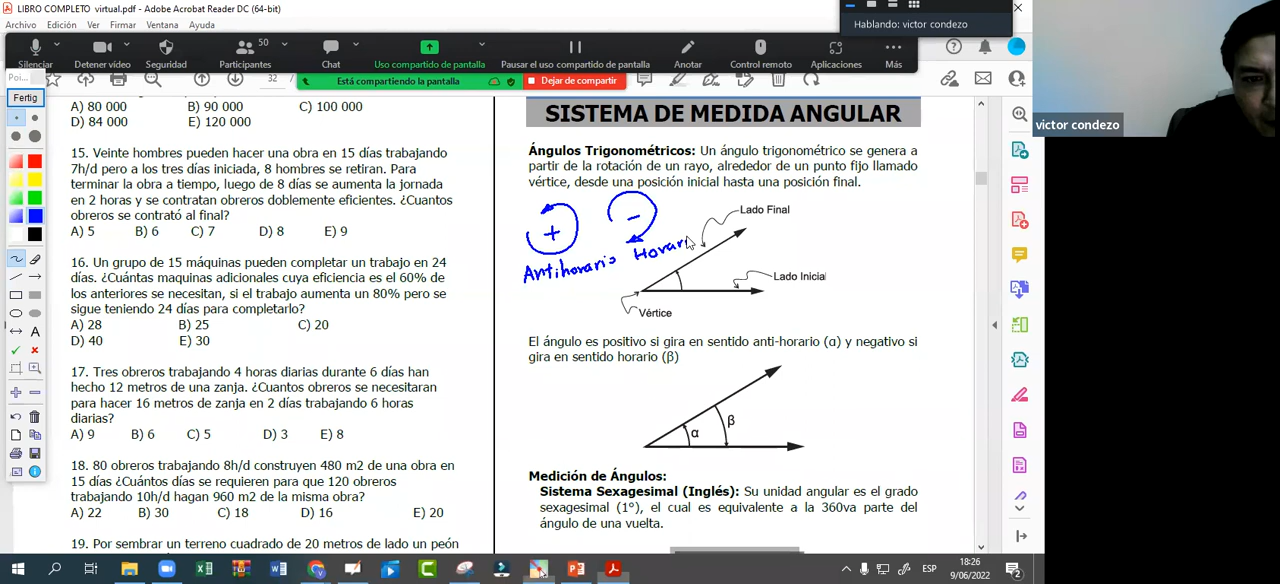 LIBRO COMPLETO virtual.pdf - Adobe Acrobat Reader DC (64-bit)
Archivo Edición Ver Firmar Ventana Ayuda
Hablando: victor condezo
50
Silenciar Detener vídeo Seguridad Participantes Chat Uso compartido de pantalla Pausar el uso compartido de pantalla Anotar Control remoto Aplicaciones Más
Poi...
32 /
Está compartiendo la pantalla
Dejar de compartir
Fertig
A
victor condezo
A) 80 000 B) 90 000 C) 100 000
D) 84 000 E) 120 000
15. Veinte hombres pueden hacer una obra en 15 días trabajando
7h/d pero a los tres días iniciada, 8 hombres se retiran. Para
terminar la obra a tiempo, luego de 8 días se aumenta la jornada
en 2 horas y se contratan obreros doblemente eficientes. ¿Cuantos
obreros se contrató al final?
A) 5 B) 6 C) 7 D) 8 E) 9
16. Un grupo de 15 máquinas pueden completar un trabajo en 24
días. ¿Cuántas maquinas adicionales cuya eficiencia es el 60% de
los anteriores se necesitan, si el trabajo aumenta un 80% pero se
sigue teniendo 24 días para completarlo?
A) 28 B) 25 C) 20
D) 40 E) 30
17. Tres obreros trabajando 4 horas diarias durante 6 días han
hecho 12 metros de una zanja. ¿Cuantos obreros se necesitaran
para hacer 16 metros de zanja en 2 días trabajando 6 horas
diarias?
A) 9 B) 6 C) 5 D) 3 E) 8
18. 80 obreros trabajando 8h/d construyen 480 m2 de una obra en
15 días ¿Cuántos días se requieren para que 120 obreros
trabajando 10h/d hagan 960 m2 de la misma obra?
A) 22 B) 30 C) 18 D) 16 E) 20
19. Por sembrar un terreno cuadrado de 20 metros de lado un peón
SISTEMA DE MEDIDA ANGULAR
Ángulos Trigonométricos: Un ángulo trigonométrico se genera a
partir de la rotación de un rayo, alrededor de un punto fijo llamado
vértice, desde una posición inicial hasta una posición final.
+ −
Antihorario Horari
Lado Final
Lado Inicial
Vértice
El ángulo es positivo si gira en sentido anti-horario (α) y negativo si
gira en sentido horario (β)
α β
Medición de Ángulos:
Sistema Sexagesimal (Inglés): Su unidad angular es el grado
sexagesimal (1°), el cual es equivalente a la 360va parte del
ángulo de una vuelta.
ESP
18:26
9/06/2022
2